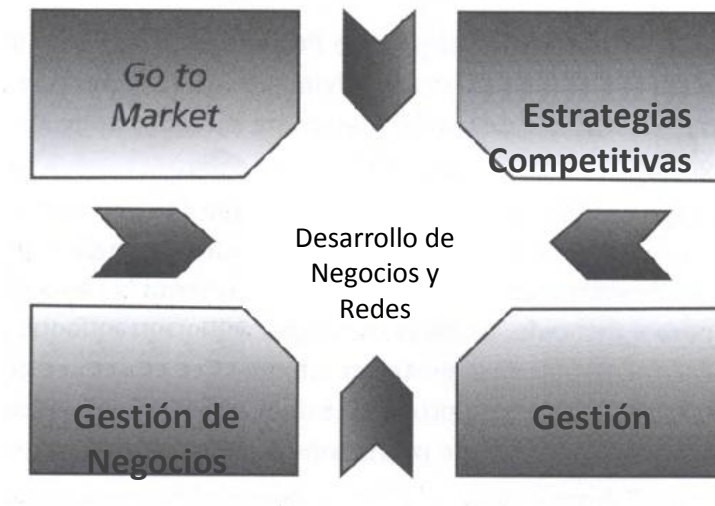 Go to
Market
Estrategias
Competitivas
Desarrollo de
Negocios y
Redes
Gestión de
Negocios
Gestión